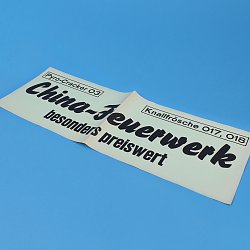 Pyro-Cracker 03
Knallfrösche 017, 018
China-Feuerwerk
besonders preiswert